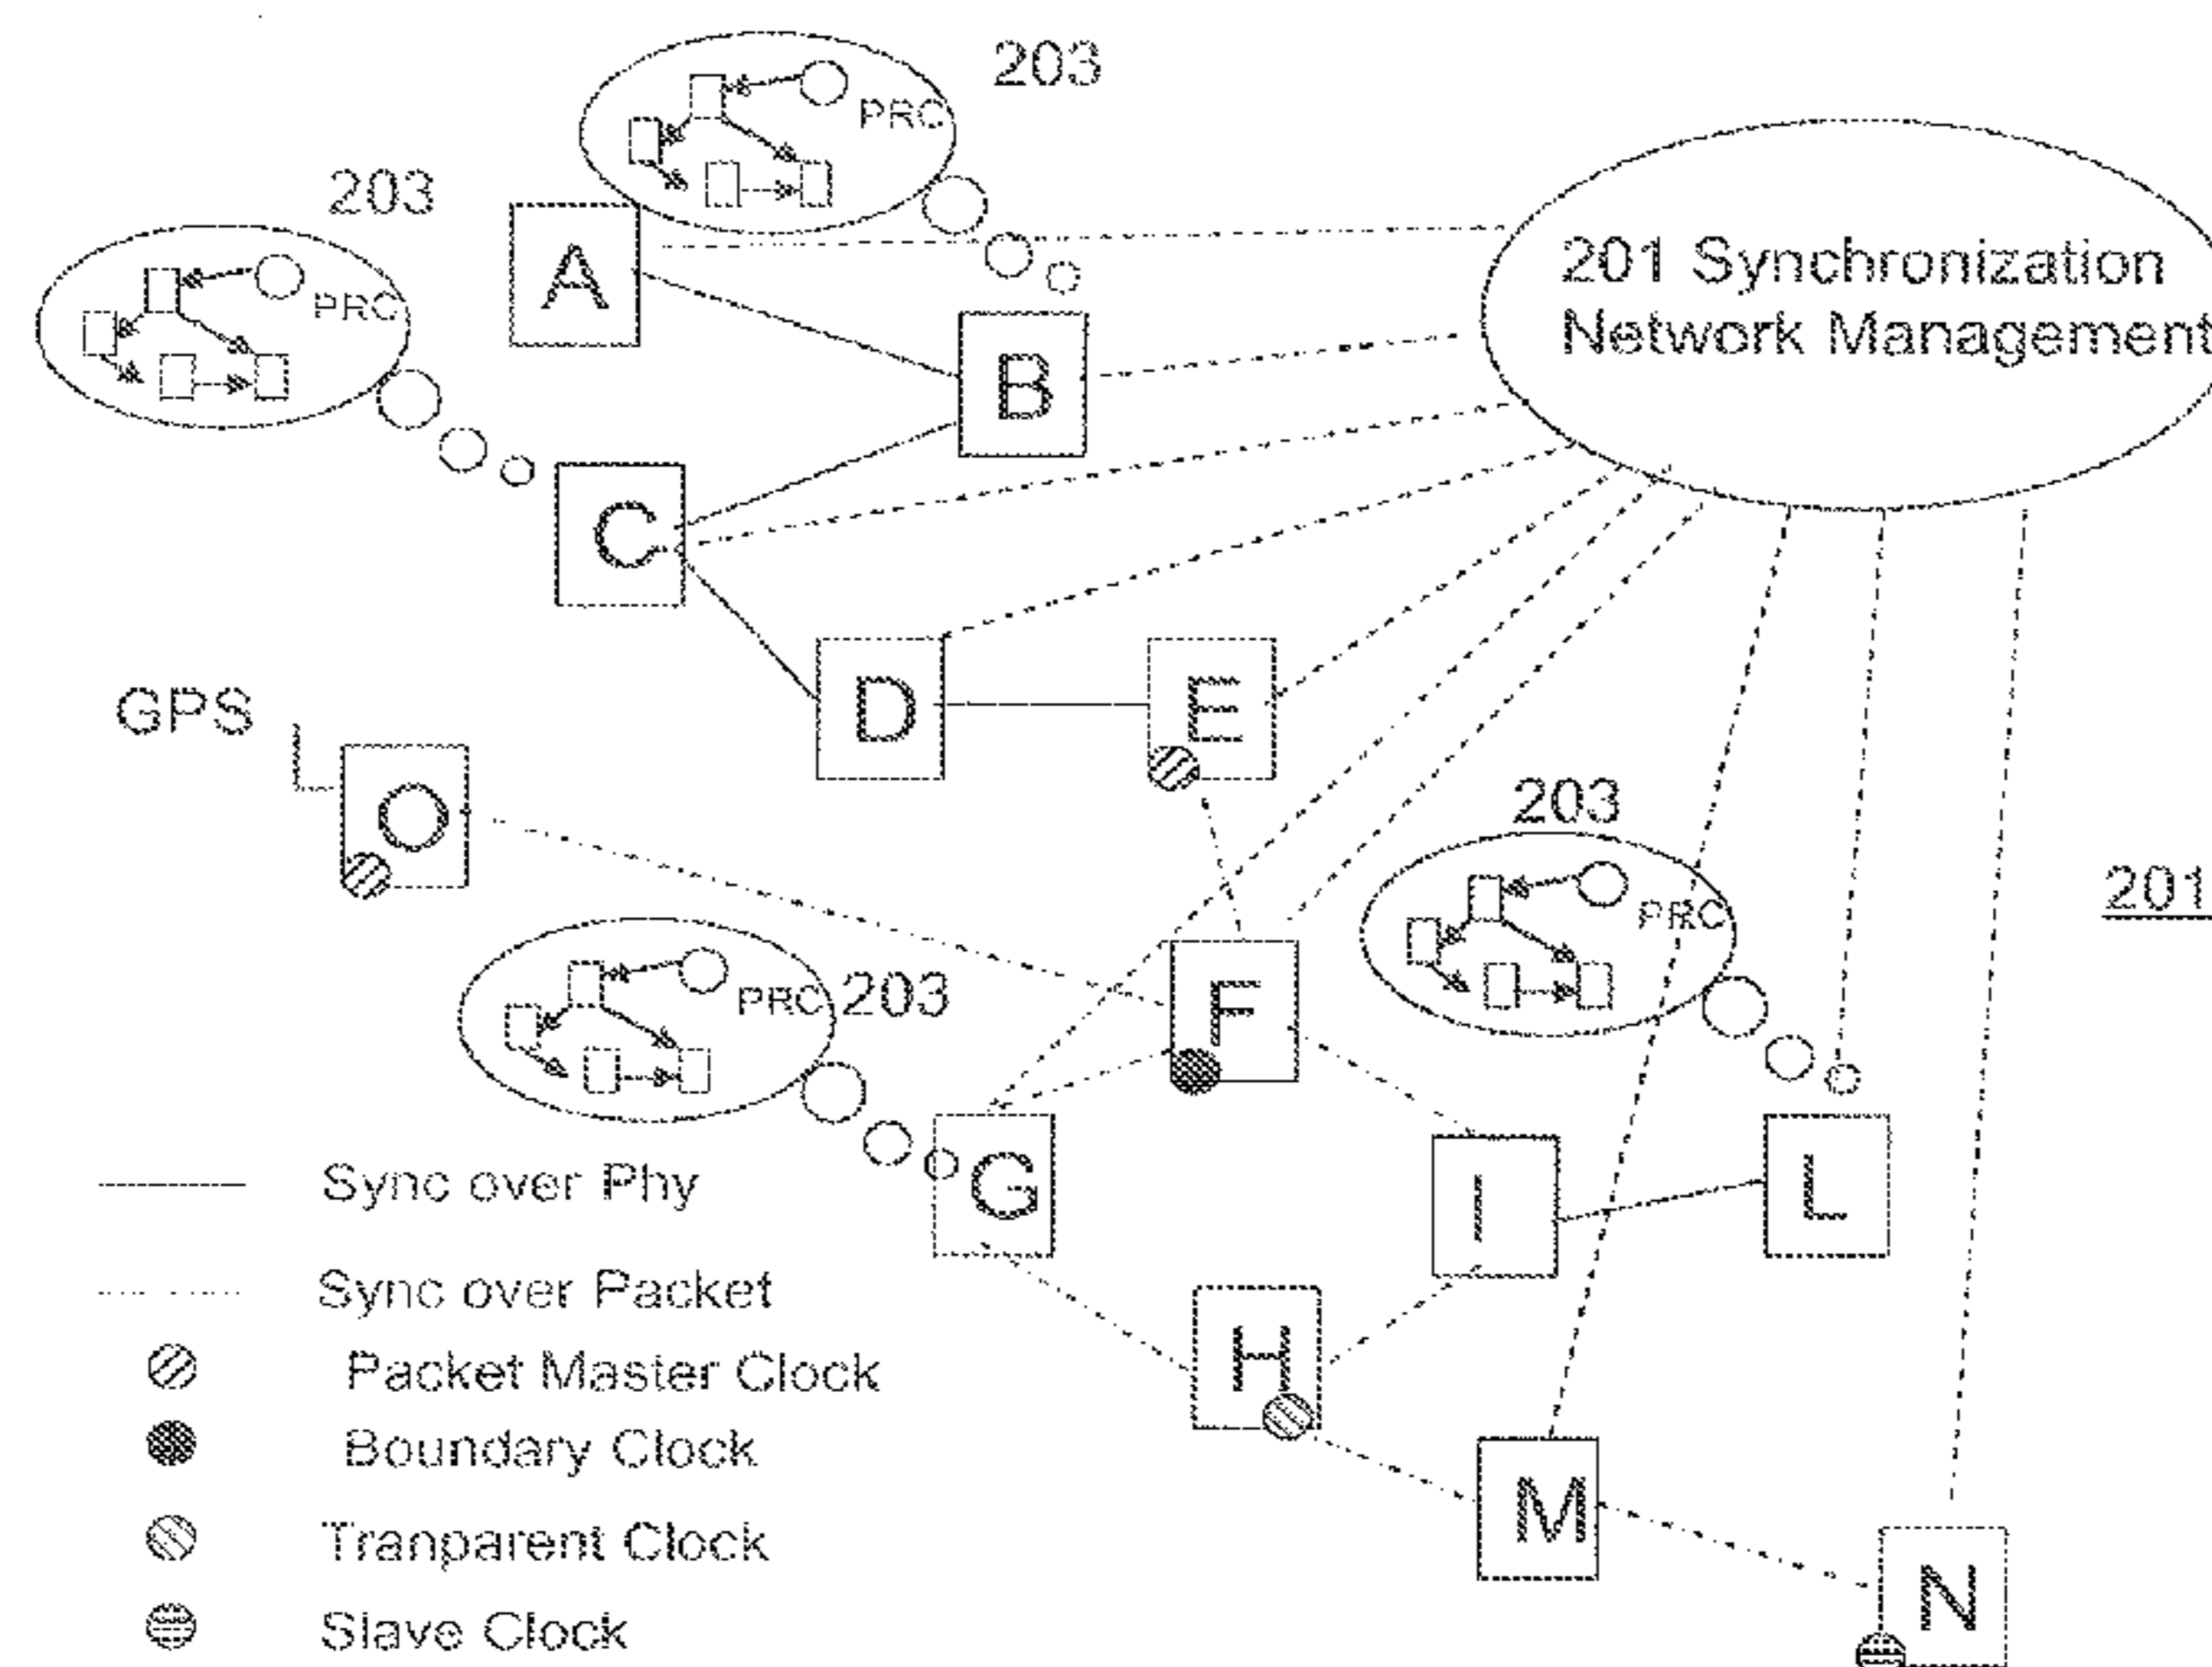 203
PRC
203
PRC
A
201 Synchronization
Network Management
B
C
D
E
GPS
O
203
PRC
201
F
PRC
203
G
I
L
H
M
N
Sync over Phy
Sync over Packet
Packet Master Clock
Boundary Clock
Tranparent Clock
Slave Clock